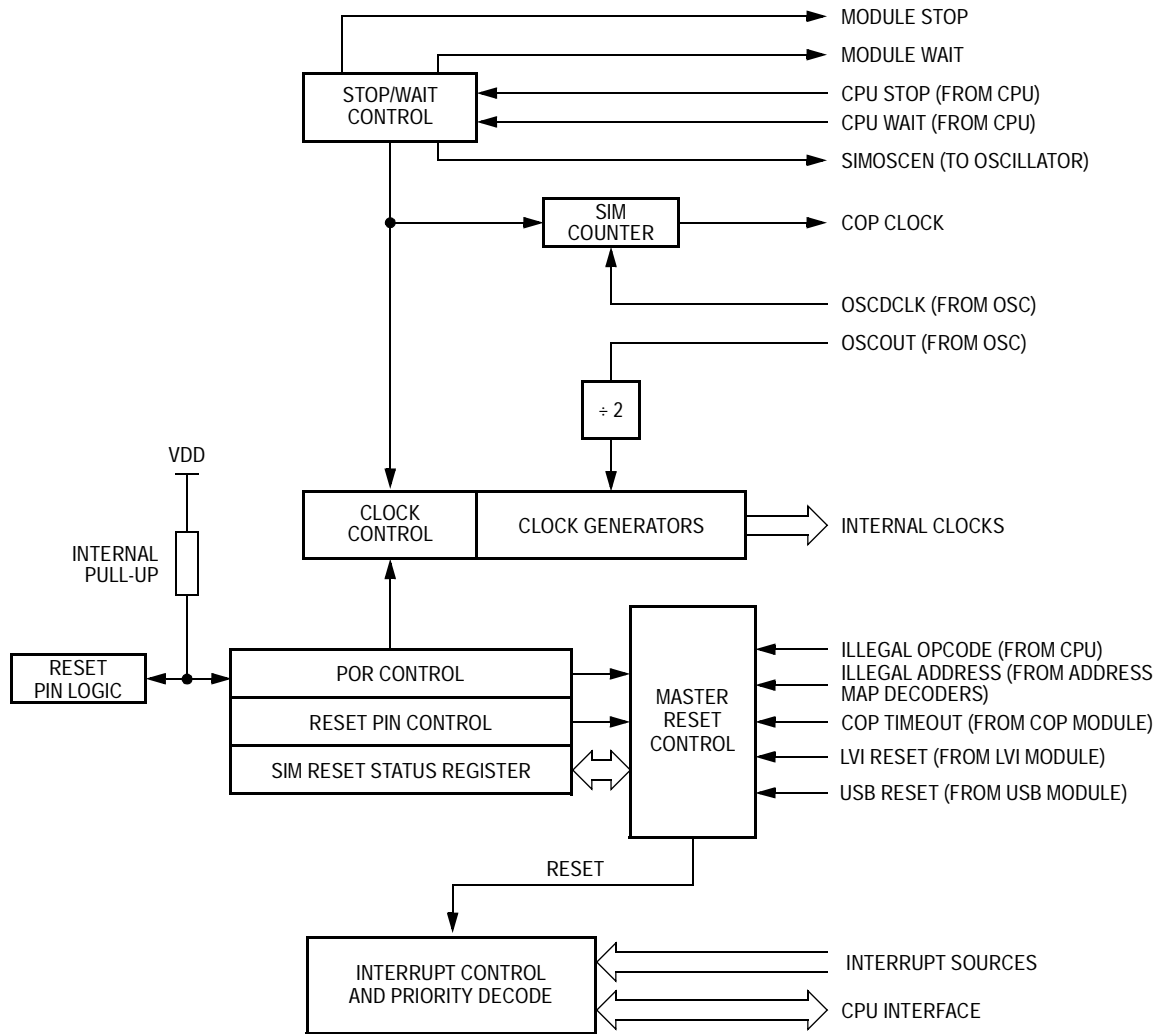 MODULE STOP
MODULE WAIT
STOP/WAIT
CONTROL
CPU STOP (FROM CPU)
CPU WAIT (FROM CPU)
SIMOSCEN (TO OSCILLATOR)
SIM
COUNTER
COP CLOCK
OSCDCLK (FROM OSC)
OSCOUT (FROM OSC)
÷ 2
VDD
INTERNAL
PULL-UP
CLOCK
CONTROL
CLOCK GENERATORS
INTERNAL CLOCKS
RESET
PIN LOGIC
POR CONTROL
RESET PIN CONTROL
SIM RESET STATUS REGISTER
MASTER
RESET
CONTROL
ILLEGAL OPCODE (FROM CPU)
ILLEGAL ADDRESS (FROM ADDRESS
MAP DECODERS)
COP TIMEOUT (FROM COP MODULE)
LVI RESET (FROM LVI MODULE)
USB RESET (FROM USB MODULE)
RESET
INTERRUPT CONTROL
AND PRIORITY DECODE
INTERRUPT SOURCES
CPU INTERFACE